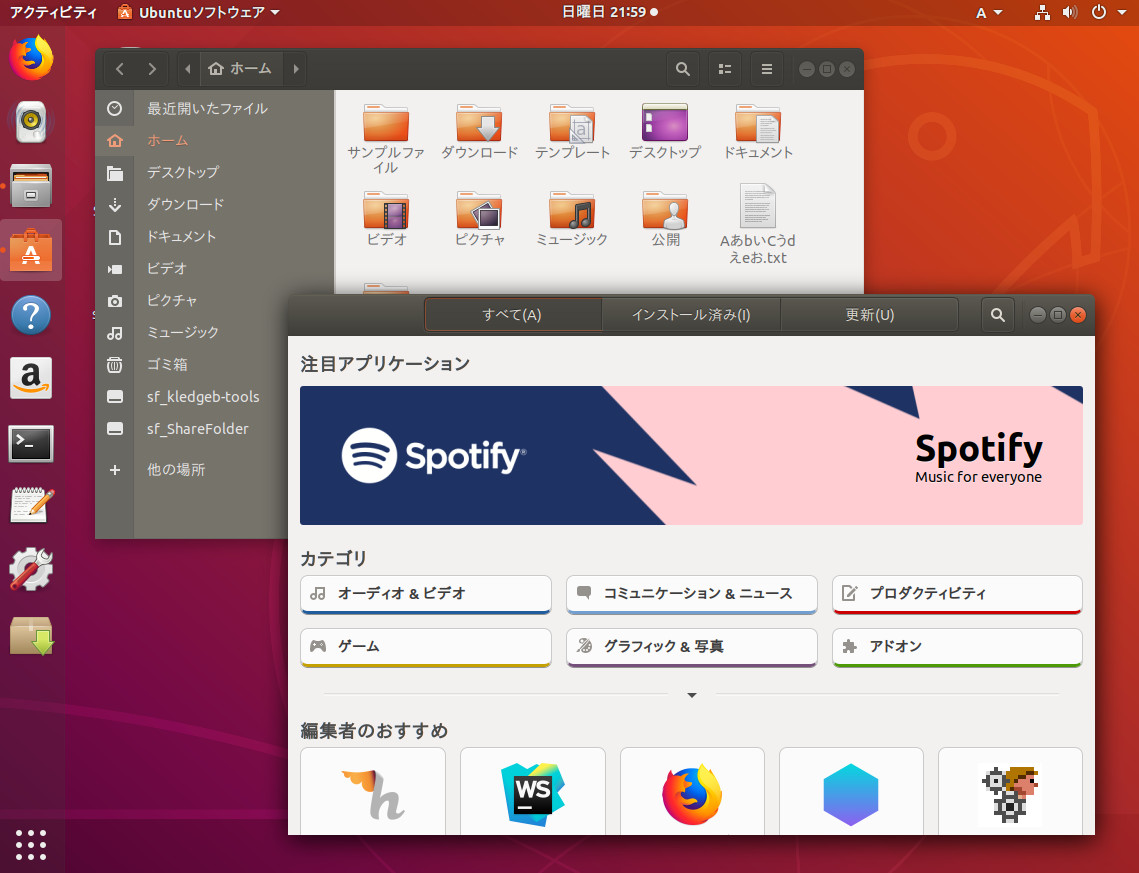 アクティビティ
Ubuntuソフトウェア
日曜日 21:59
A
ホーム
最近開いたファイル
ホーム
デスクトップ
ダウンロード
ドキュメント
ビデオ
ピクチャ
ミュージック
ゴミ箱
sf_kledgeb-tools
sf_ShareFolder
他の場所
サンプルファ
イル
ダウンロード
テンプレート
デスクトップ
ドキュメント
ビデオ
ピクチャ
ミュージック
公開
AあbいCうd
えeお.txt
すべて(A)
インストール済み(I)
更新(U)
注目アプリケーション
Spotify®
Spotify
Music for everyone
カテゴリ
オーディオ & ビデオ
コミュニケーション & ニュース
プロダクティビティ
ゲーム
グラフィック & 写真
アドオン
編集者のおすすめ
h
WS